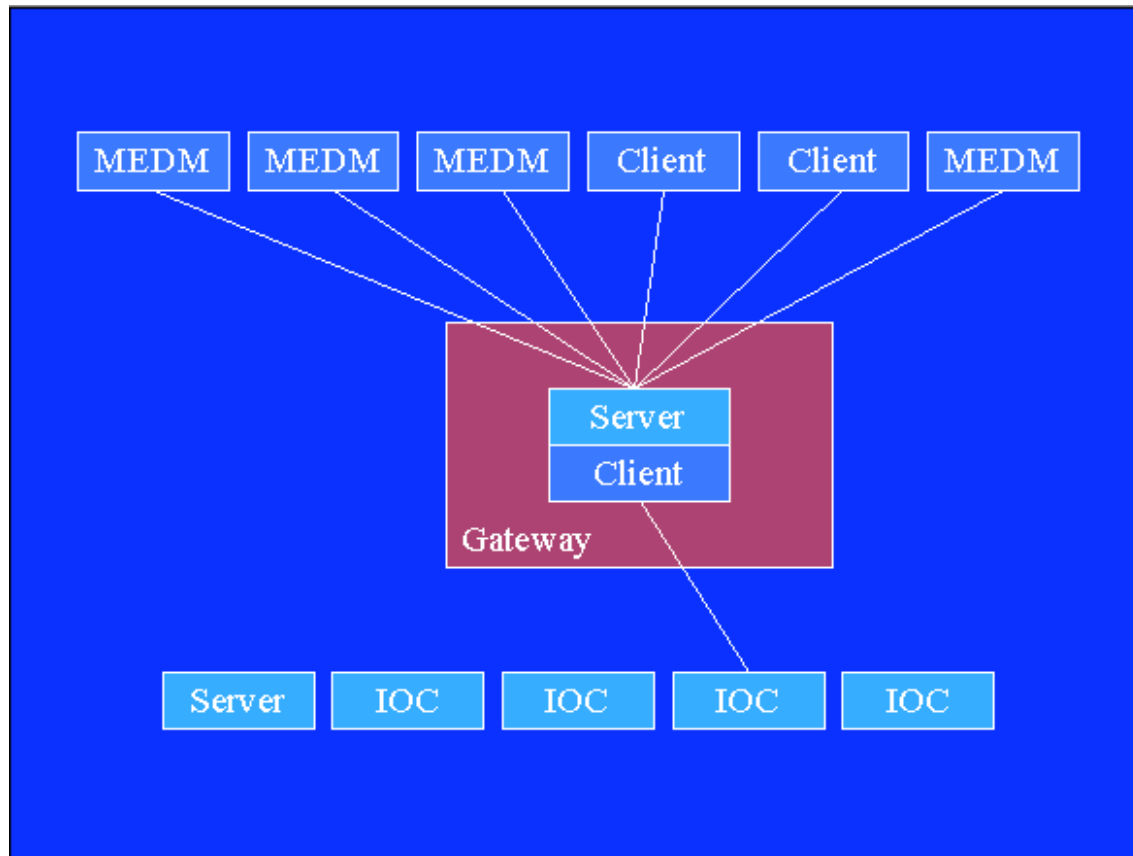 MEDM MEDM MEDM Client Client MEDM
Server
Client
Gateway
Server IOC IOC IOC IOC